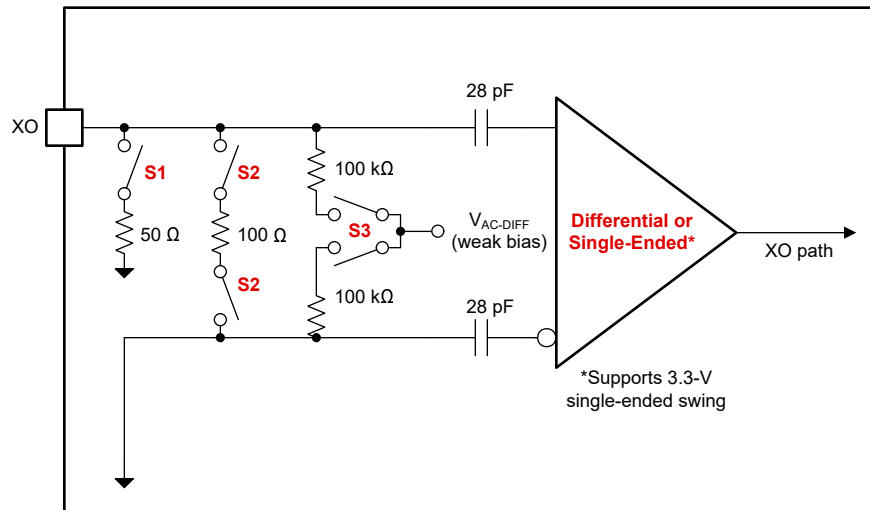 28 pF
XO
S1
S2
100 kΩ
50 Ω
100 Ω
S3
V_AC-DIFF
(weak bias)
Differential or
Single-Ended*
XO path
S2
100 kΩ
28 pF
*Supports 3.3-V
single-ended swing